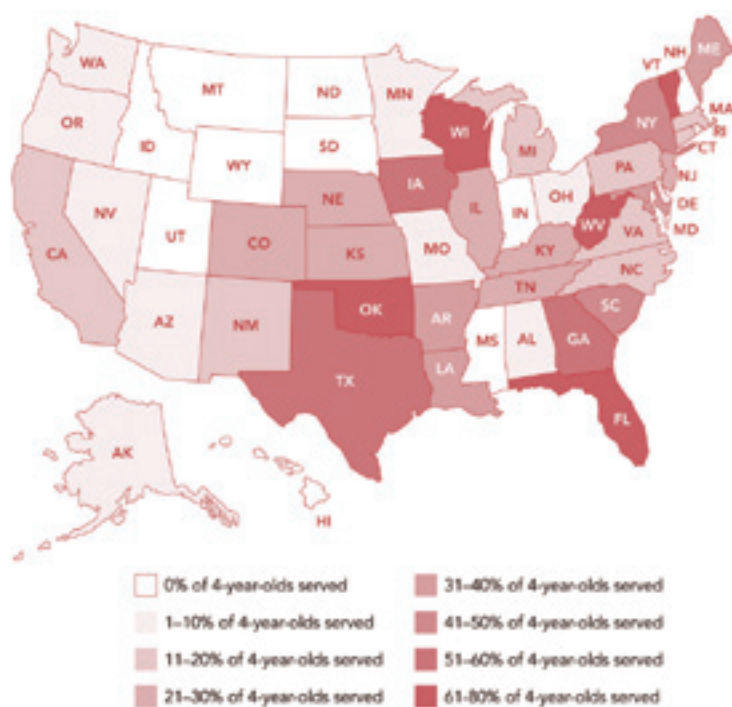 WA
MT
ND
MN
VT
NH
ME
OR
ID
SD
WI
MI
NY
MA
RI
CT
WY
IA
PA
NJ
NV
NE
IL
IN
OH
DE
MD
UT
CO
KS
MO
WV
VA
CA
KY
NC
TN
AZ
NM
OK
AR
SC
MS
AL
GA
TX
LA
FL
AK
HI
0% of 4-year-olds served
1–10% of 4-year-olds served
11–20% of 4-year-olds served
21–30% of 4-year-olds served
31–40% of 4-year-olds served
41–50% of 4-year-olds served
51–60% of 4-year-olds served
61-80% of 4-year-olds served